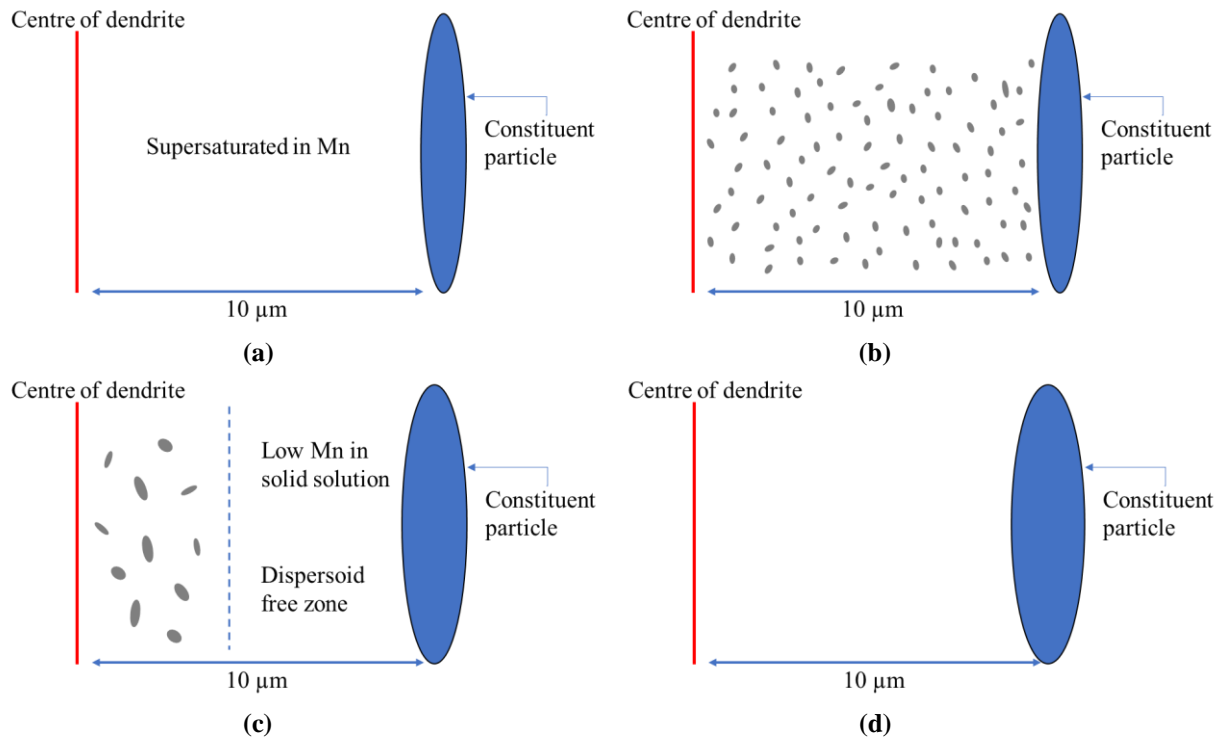 Centre of dendrite
Supersaturated in Mn
Constituent
particle
10 µm
(a)
Centre of dendrite
Constituent
particle
10 µm
(b)
Centre of dendrite
Low Mn in
solid solution
Constituent
particle
Dispersoid
free zone
10 µm
(c)
Centre of dendrite
Constituent
particle
10 µm
(d)